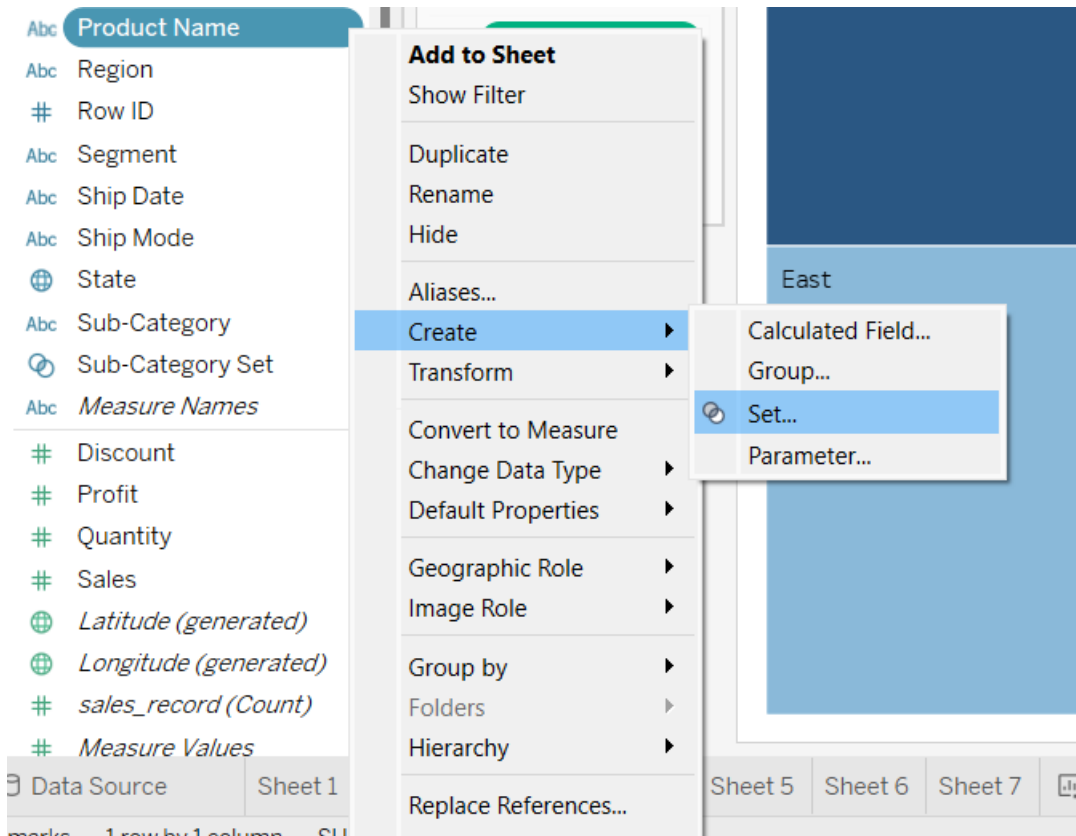 Abc Product Name
Abc Region
# Row ID
Abc Segment
Abc Ship Date
Abc Ship Mode
State
Abc Sub-Category
Sub-Category Set
Abc Measure Names
# Discount
# Profit
# Quantity
# Sales
Latitude (generated)
Longitude (generated)
# sales_record (Count)
# Measure Values
Add to Sheet
Show Filter
Duplicate
Rename
Hide
Aliases...
Create
Transform
Convert to Measure
Change Data Type
Default Properties
Geographic Role
Image Role
Group by
Folders
Hierarchy
Replace References...
Calculated Field...
Group...
Set...
Parameter...
East
Data Source Sheet 1 Sheet 5 Sheet 6 Sheet 7
1 row by 1 column